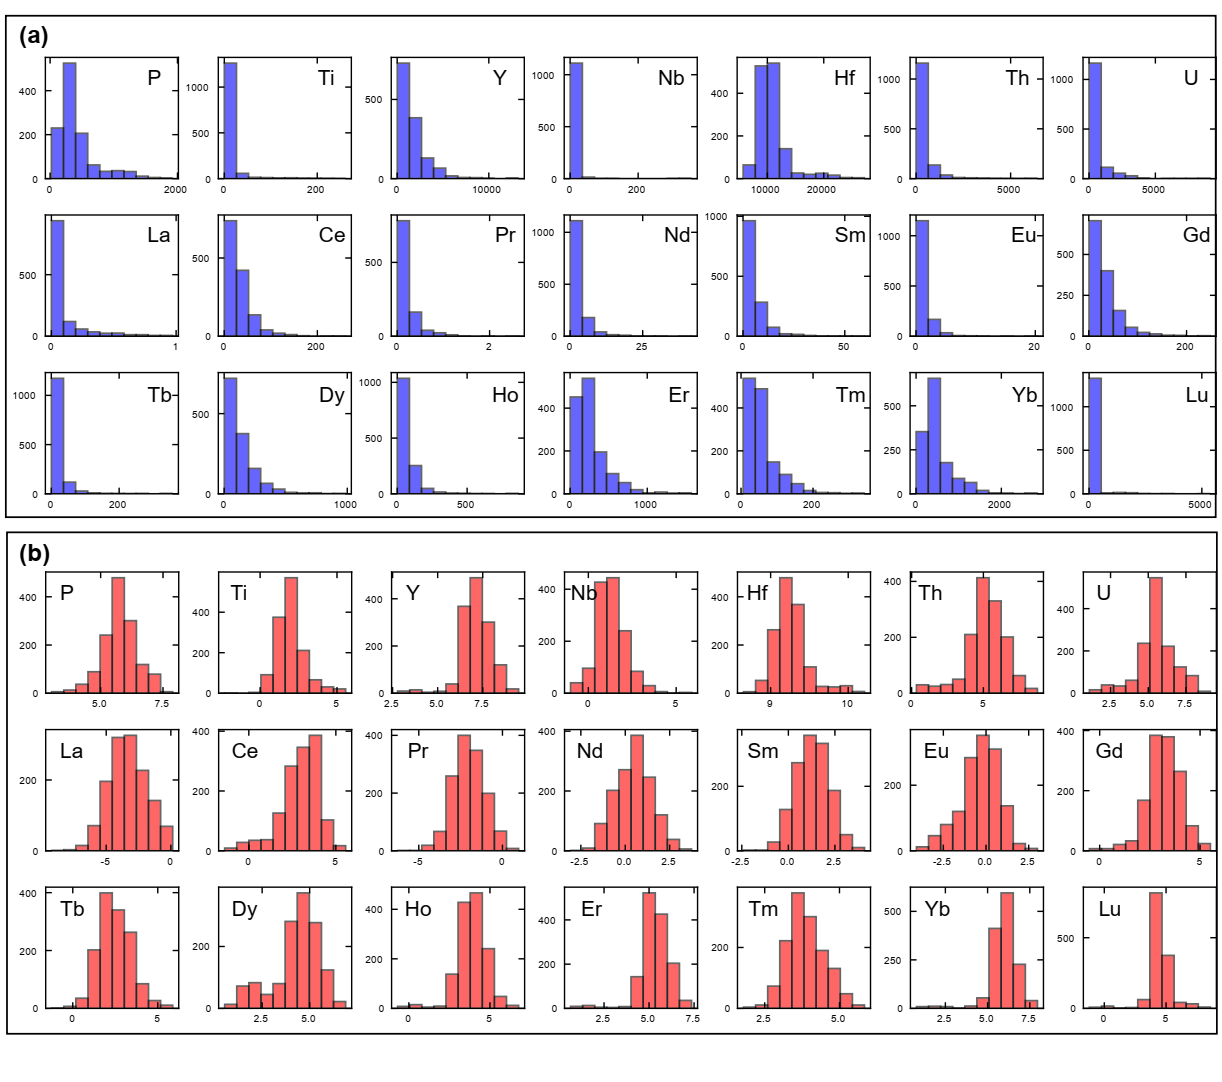 (a)
P Ti Y Nb Hf Th U
400 200 0 1000 500 0 500 0 1000 500 0 400 200 0 1000 500 0 1000 500 0
0 2000 0 200 0 10000 0 200 10000 20000 0 5000 0 5000
La Ce Pr Nd Sm Eu Gd
500 0 500 0 500 0 1000 500 0 1000 500 0 1000 500 0 500 250 0
0 1 0 200 0 2 0 25 0 50 0 20 0 200
Tb Dy Ho Er Tm Yb Lu
1000 500 0 500 0 1000 500 0 400 200 0 400 200 0 500 0 1000 0
0 200 0 1000 0 500 0 1000 0 200 0 2000 0 5000
(b)
P Ti Y Nb Hf Th U
400 200 0 400 200 0 400 200 0 400 200 0 400 200 0 400 200 0 400 200 0
5.0 7.5 0 5 2.5 5.0 7.5 0 5 9 10 0 5 2.5 5.0 7.5
La Ce Pr Nd Sm Eu Gd
200 0 400 200 0 400 200 0 400 200 0 200 0 200 0 400 200 0
-5 0 0 5 -5 0 -2.5 0.0 2.5 -2.5 0.0 2.5 -2.5 0.0 2.5 0 5
Tb Dy Ho Er Tm Yb Lu
400 200 0 200 0 400 200 0 400 200 0 200 0 500 250 0 500 0
0 5 2.5 5.0 0 5 2.5 5.0 7.5 2.5 5.0 2.5 5.0 7.5 0 5